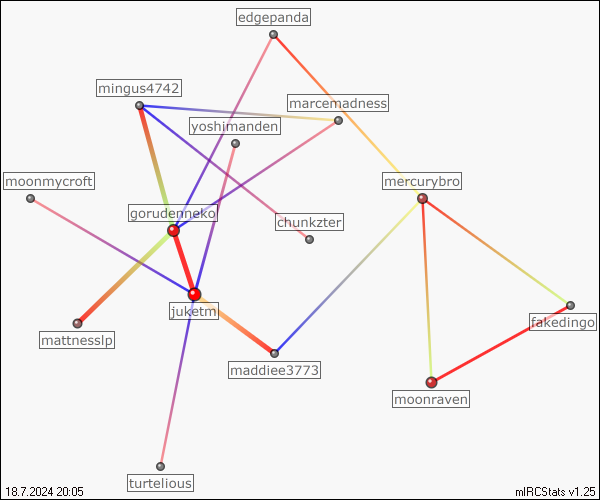 edgepanda
mingus4742
marcemadness
yoshimanden
moonmycroft
mercurybro
gorudenneko
chunkzter
juketm
fakedingo
mattnesslp
maddiee3773
moonraven
turtelious
18.7.2024 20:05
mIRCStats v1.25